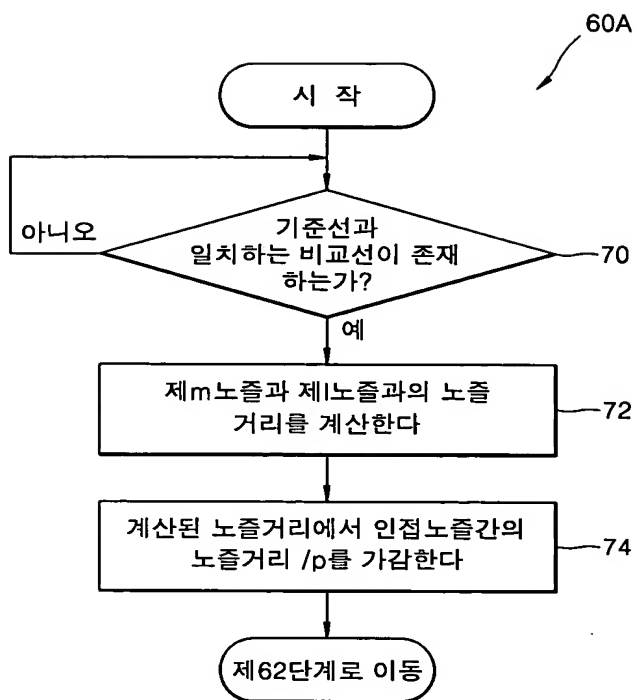 60A
시 작
아니오
기준선과
일치하는 비교선이 존재
하는가?
70
예
제m노즐과 제l노즐과의 노즐
거리를 계산한다
72
계산된 노즐거리에서 인접노즐간의
노즐거리 /p를 가감한다
74
제62단계로 이동